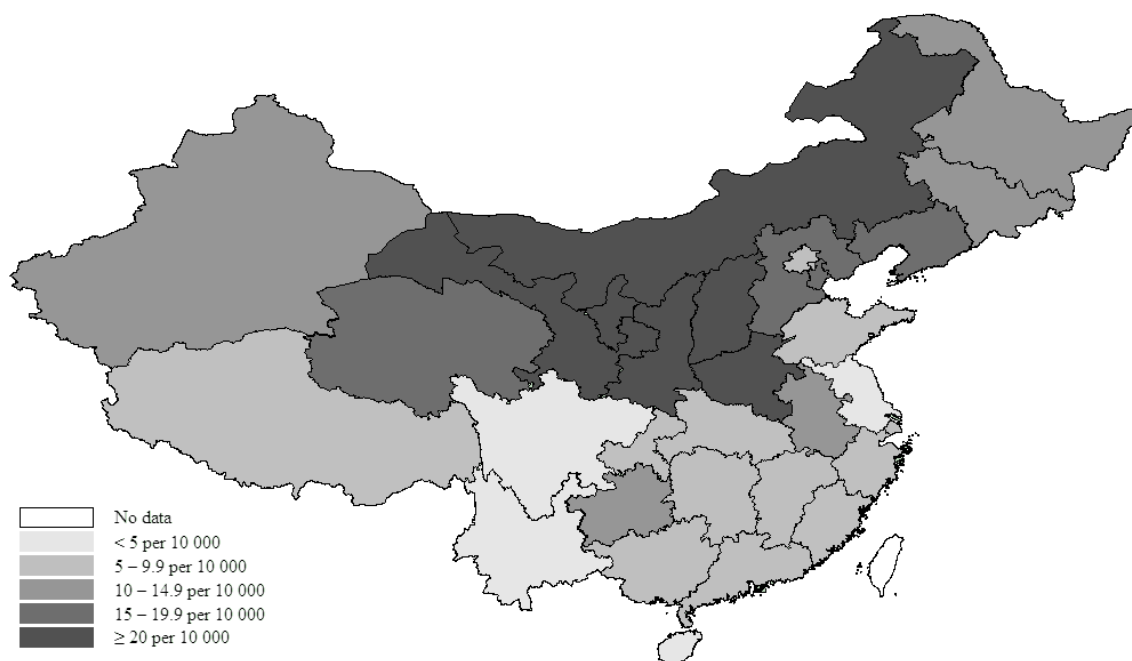 No data
< 5 per 10 000
5 – 9.9 per 10 000
10 – 14.9 per 10 000
15 – 19.9 per 10 000
≥ 20 per 10 000